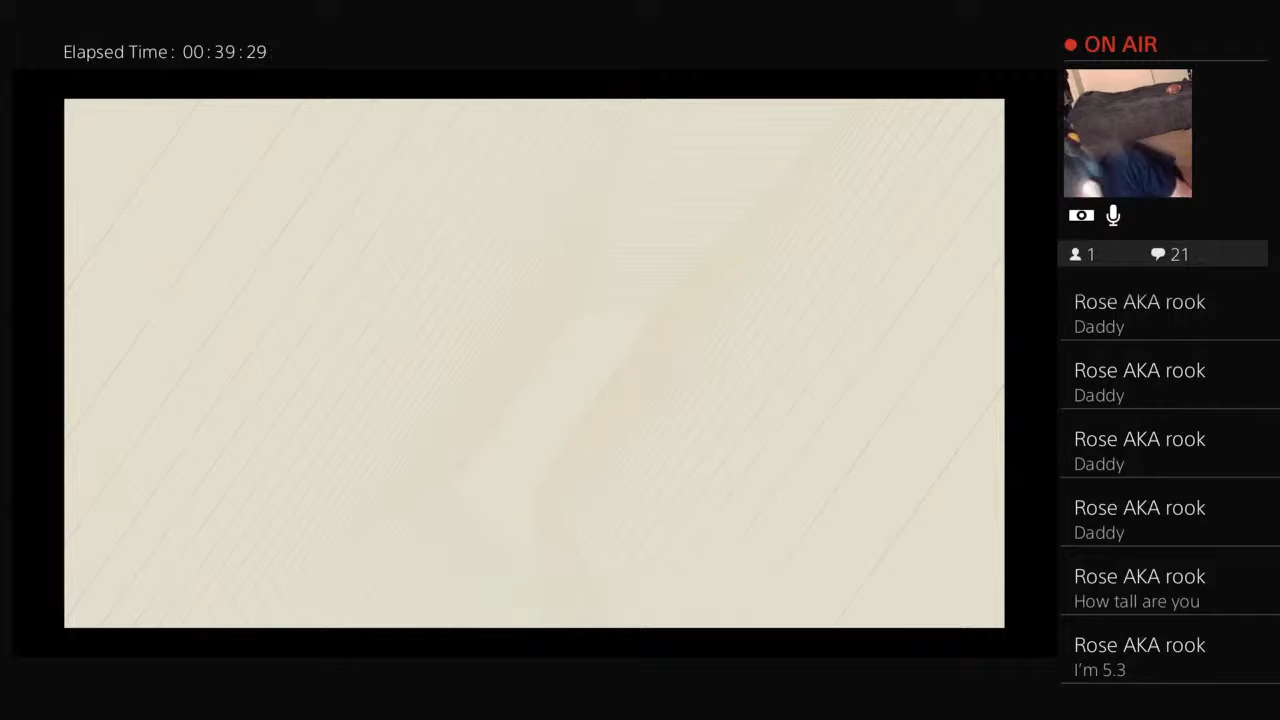 Elapsed Time: 00:39:29
ON AIR
1 21
Rose AKA rook
Daddy
Rose AKA rook
Daddy
Rose AKA rook
Daddy
Rose AKA rook
Daddy
Rose AKA rook
How tall are you
Rose AKA rook
I'm 5.3